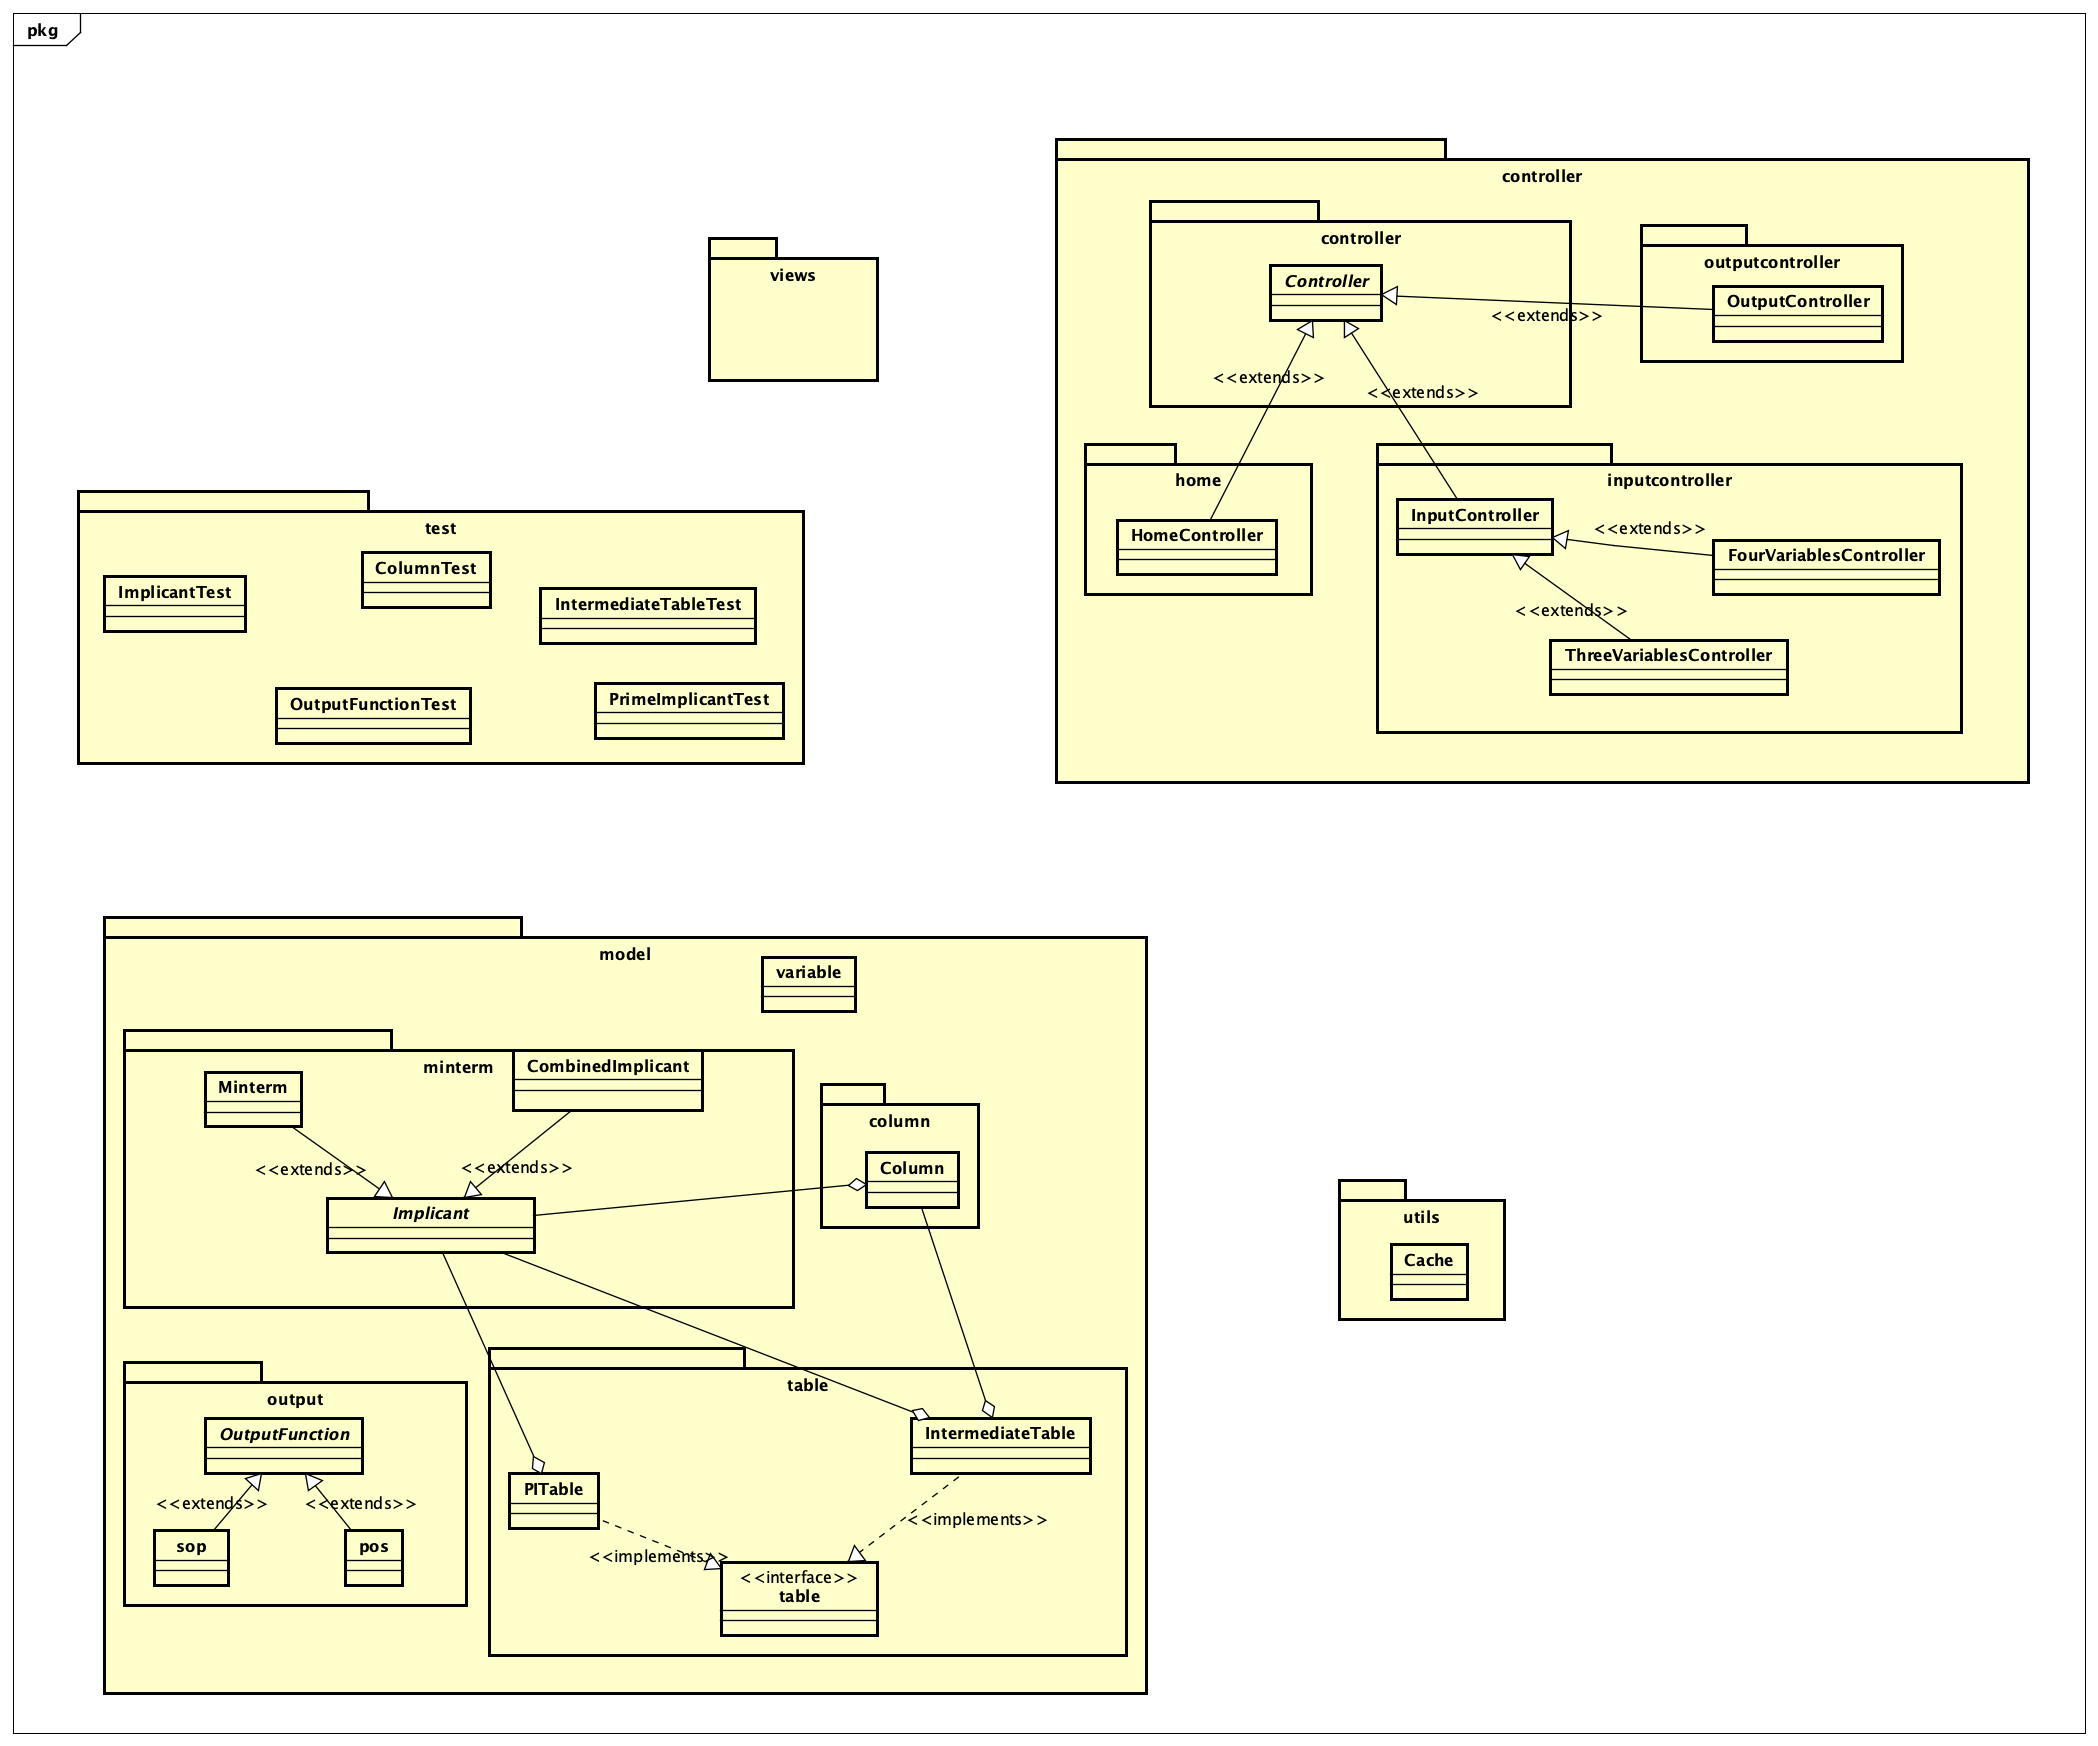 pkg
controller
controller
Controller
outputcontroller
OutputController
<<extends>>
<<extends>>
<<extends>>
home
HomeController
inputcontroller
InputController
<<extends>>
FourVariablesController
<<extends>>
ThreeVariablesController
views
test
ColumnTest
ImplicantTest
IntermediateTableTest
OutputFunctionTest
PrimeImplicantTest
model
variable
minterm
CombinedImplicant
Minterm
<<extends>>
<<extends>>
Implicant
column
Column
output
OutputFunction
<<extends>>
<<extends>>
sop
pos
table
IntermediateTable
PITable
<<implements>>
<<implements>>
<<interface>>
table
utils
Cache